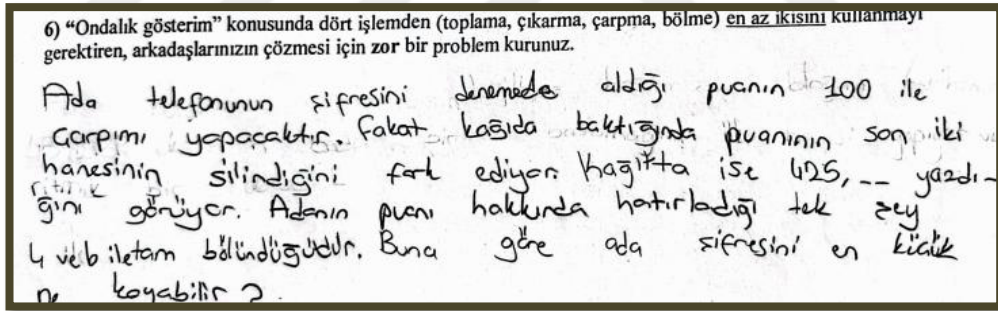 6) “Ondalık gösterim” konusunda dört işlemden (toplama, çıkarma, çarpma, bölme) en az ikisini kullanmayı
gerektiren, arkadaşlarınızın çözmesi için zor bir problem kurunuz.
Ada telefonunun şifresini denemede aldığı puanın 100 ile
çarpımı yapacaktır. Fakat kağıda baktığında puanının son iki
hanesinin silindiğini fark ediyor. Kağıtta ise 425, -- yazdı-
ğını görüyor. Adanın puanı hakkında hatırladığı tek şey
4 ve 6 ile tam bölündüğüdür. Buna göre ada şifresini en küçük
ne koyabilir?